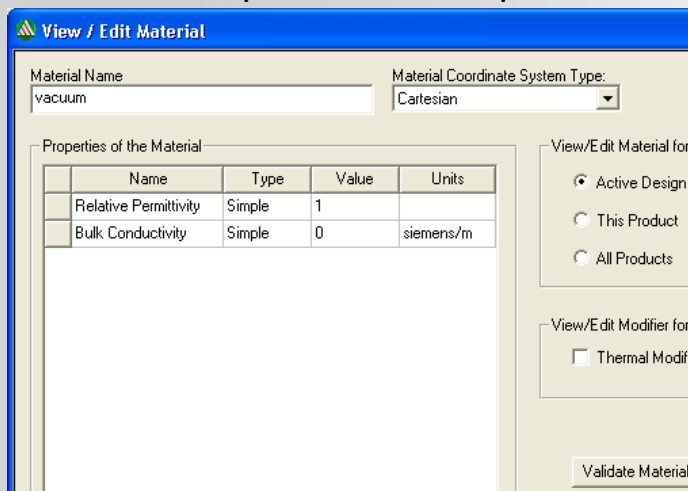 View / Edit Material
Material Name
Material Coordinate System Type:
vacuum
Cartesian
Properties of the Material
View/Edit Material for
Name Type Value Units
Active Design
Relative Permittivity Simple 1
This Product
Bulk Conductivity Simple 0 siemens/m
All Products
View/Edit Modifier for
Thermal Modif
Validate Material